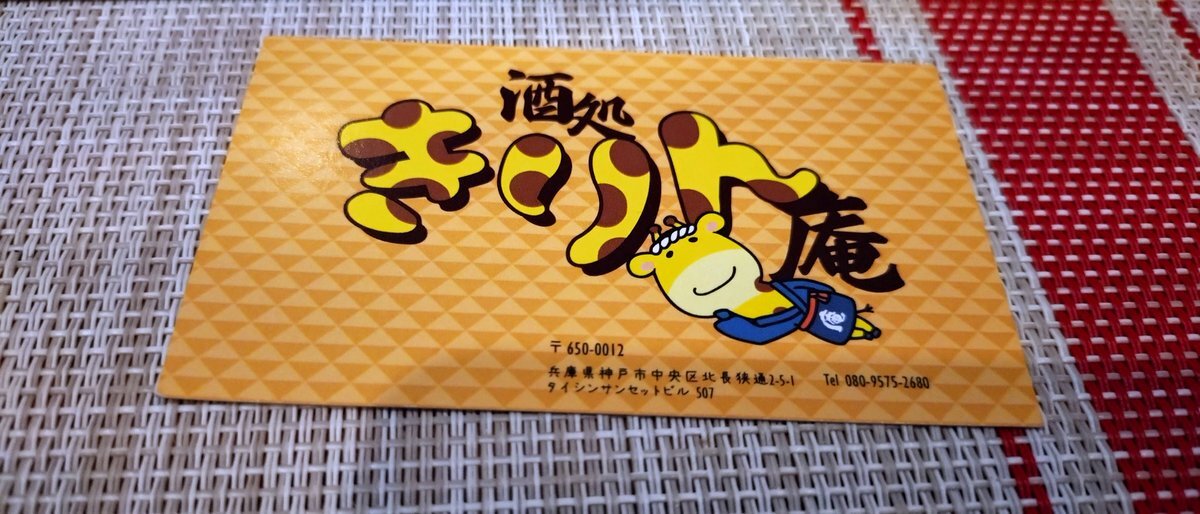 酒処
きりん庵
〒650-0012
兵庫県神戸市中央区北長狭通2-5-1
タイシンサンセットビル 507
Tel 080-9575-2680